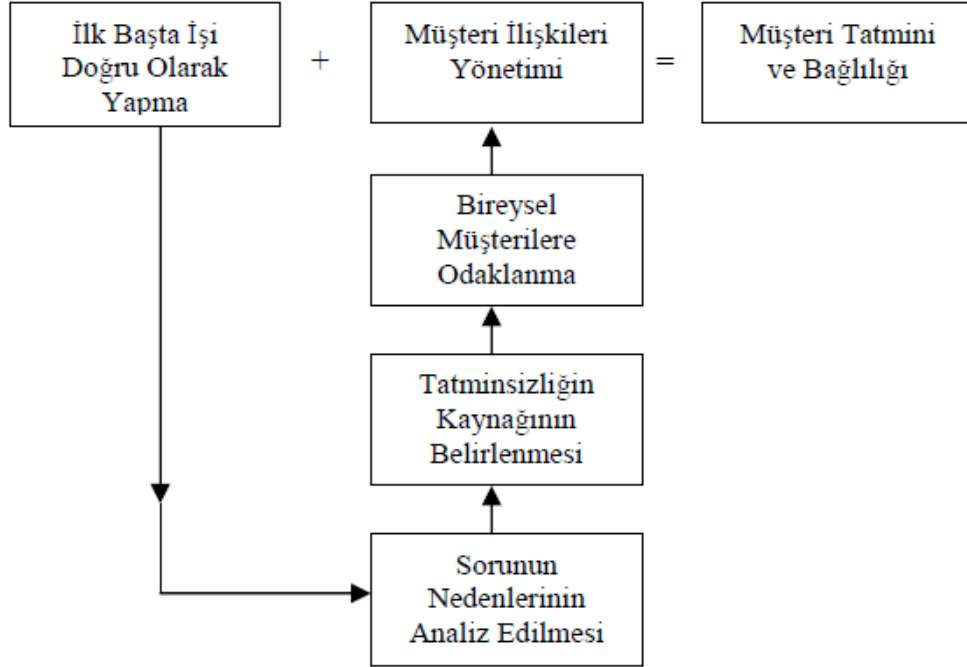 İlk Başta İşi
Doğru Olarak
Yapma
+
Müşteri İlişkileri
Yönetimi
=
Müşteri Tatmini
ve Bağlılığı
Bireysel
Müşterilere
Odaklanma
Tatminsizliğin
Kaynağının
Belirlenmesi
Sorunun
Nedenlerinin
Analiz Edilmesi